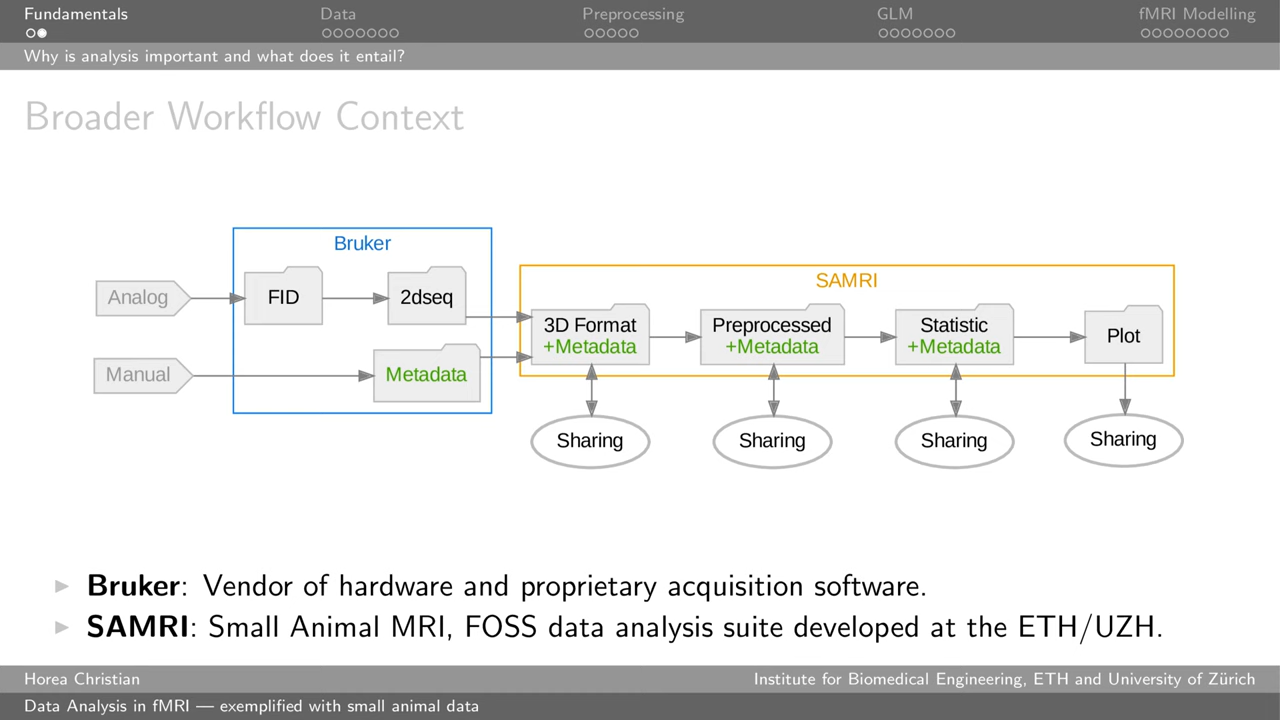 Fundamentals
Data
Preprocessing
GLM
fMRI Modelling
Why is analysis important and what does it entail?
Broader Workflow Context
Bruker
SAMRI
Analog
FID
2dseq
Manual
Metadata
3D Format
+Metadata
Preprocessed
+Metadata
Statistic
+Metadata
Plot
Sharing
Sharing
Sharing
Sharing
Bruker: Vendor of hardware and proprietary acquisition software.
SAMRI: Small Animal MRI, FOSS data analysis suite developed at the ETH/UZH.
Horea Christian
Institute for Biomedical Engineering, ETH and University of Zürich
Data Analysis in fMRI — exemplified with small animal data